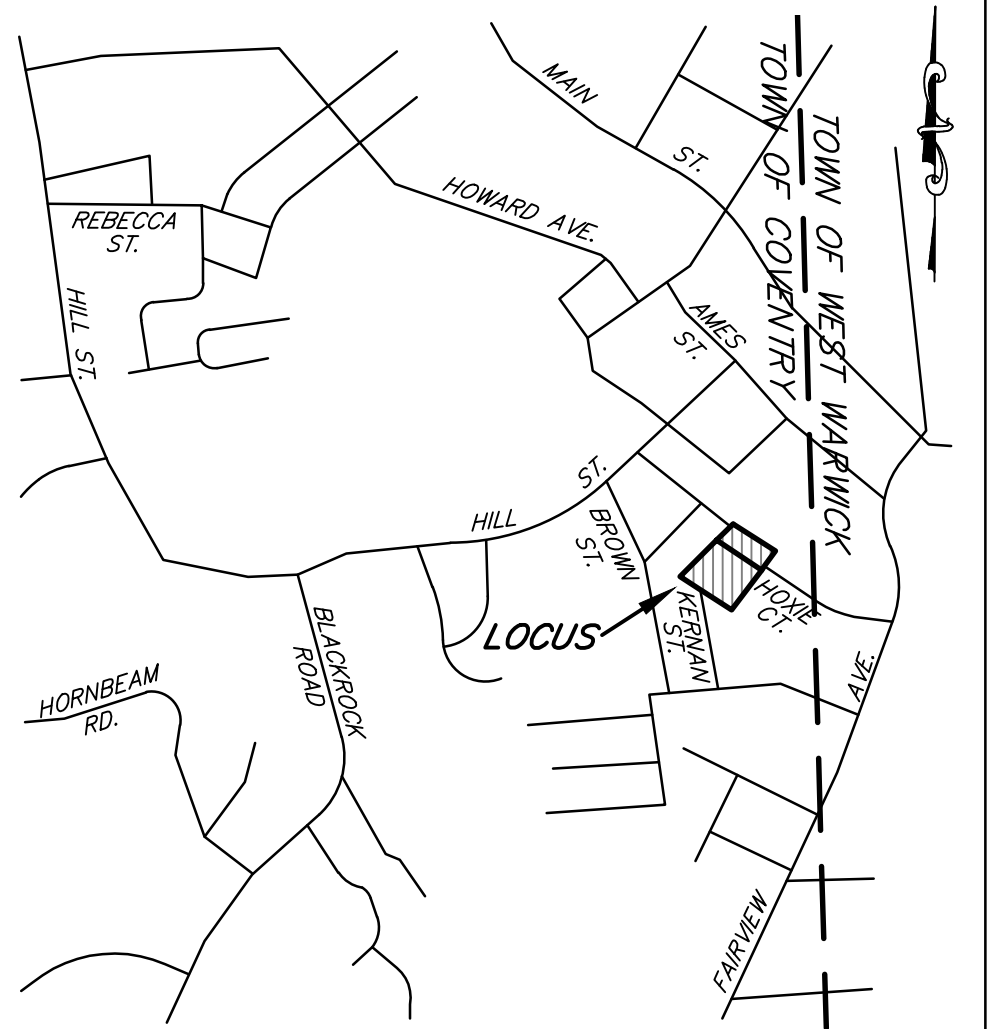 MAIN
ST.
TOWN OF COVENTRY
TOWN OF WEST WARWICK
HOWARD AVE.
REBECCA
ST.
HILL ST.
AMES
ST.
HILL
ST.
BROWN
ST.
HOXIE
CT.
KERNAN
ST.
LOCUS
BLACKROCK
ROAD
HORNBEAM
RD.
FAIRVIEW
AVE.